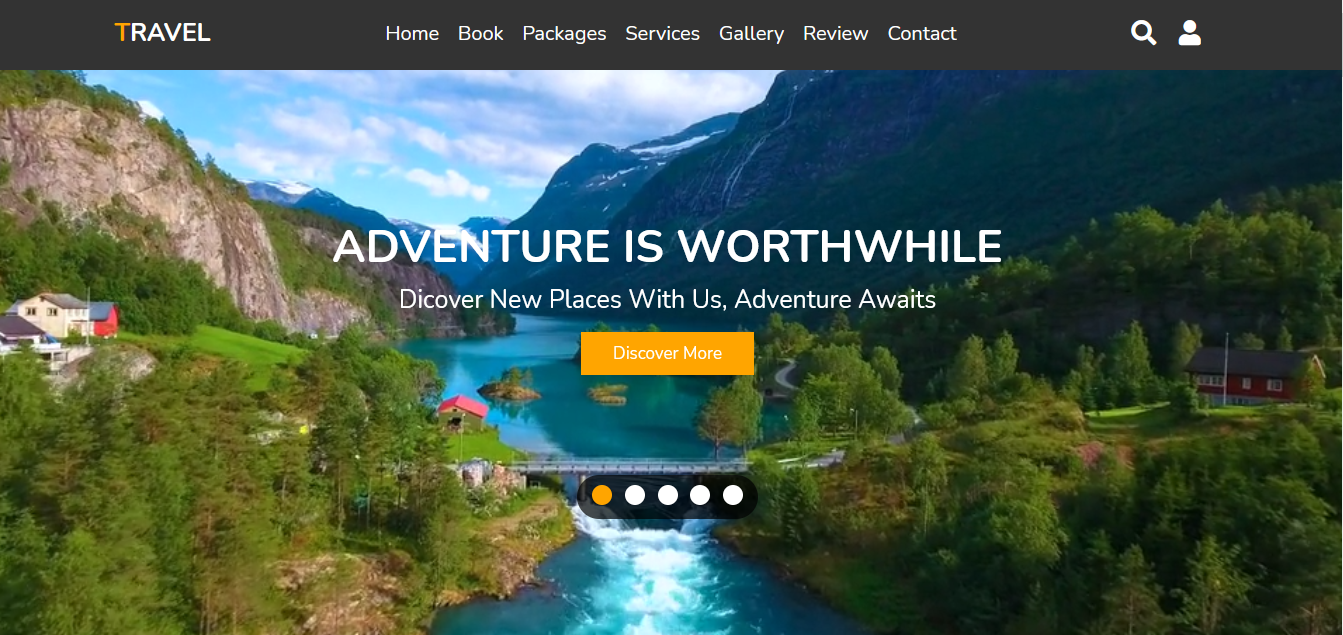 TRAVEL
Home Book Packages Services Gallery Review Contact
ADVENTURE IS WORTHWHILE
Dicover New Places With Us, Adventure Awaits
Discover More